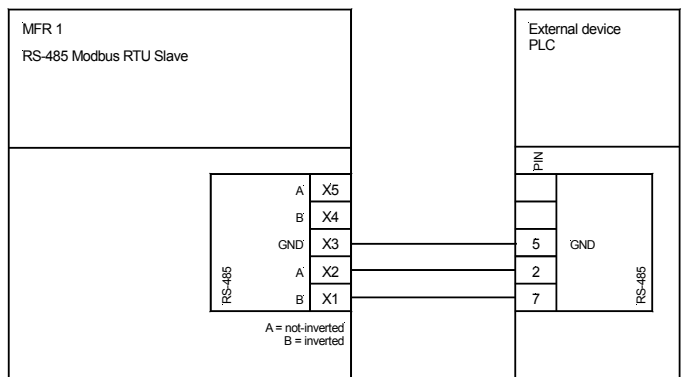 MFR 1
RS-485 Modbus RTU Slave
External device
PLC
PIN
A X5
B X4
GND X3
A X2
B X1
RS-485
5 GND
2
7
RS-485
A = not-inverted
B = inverted